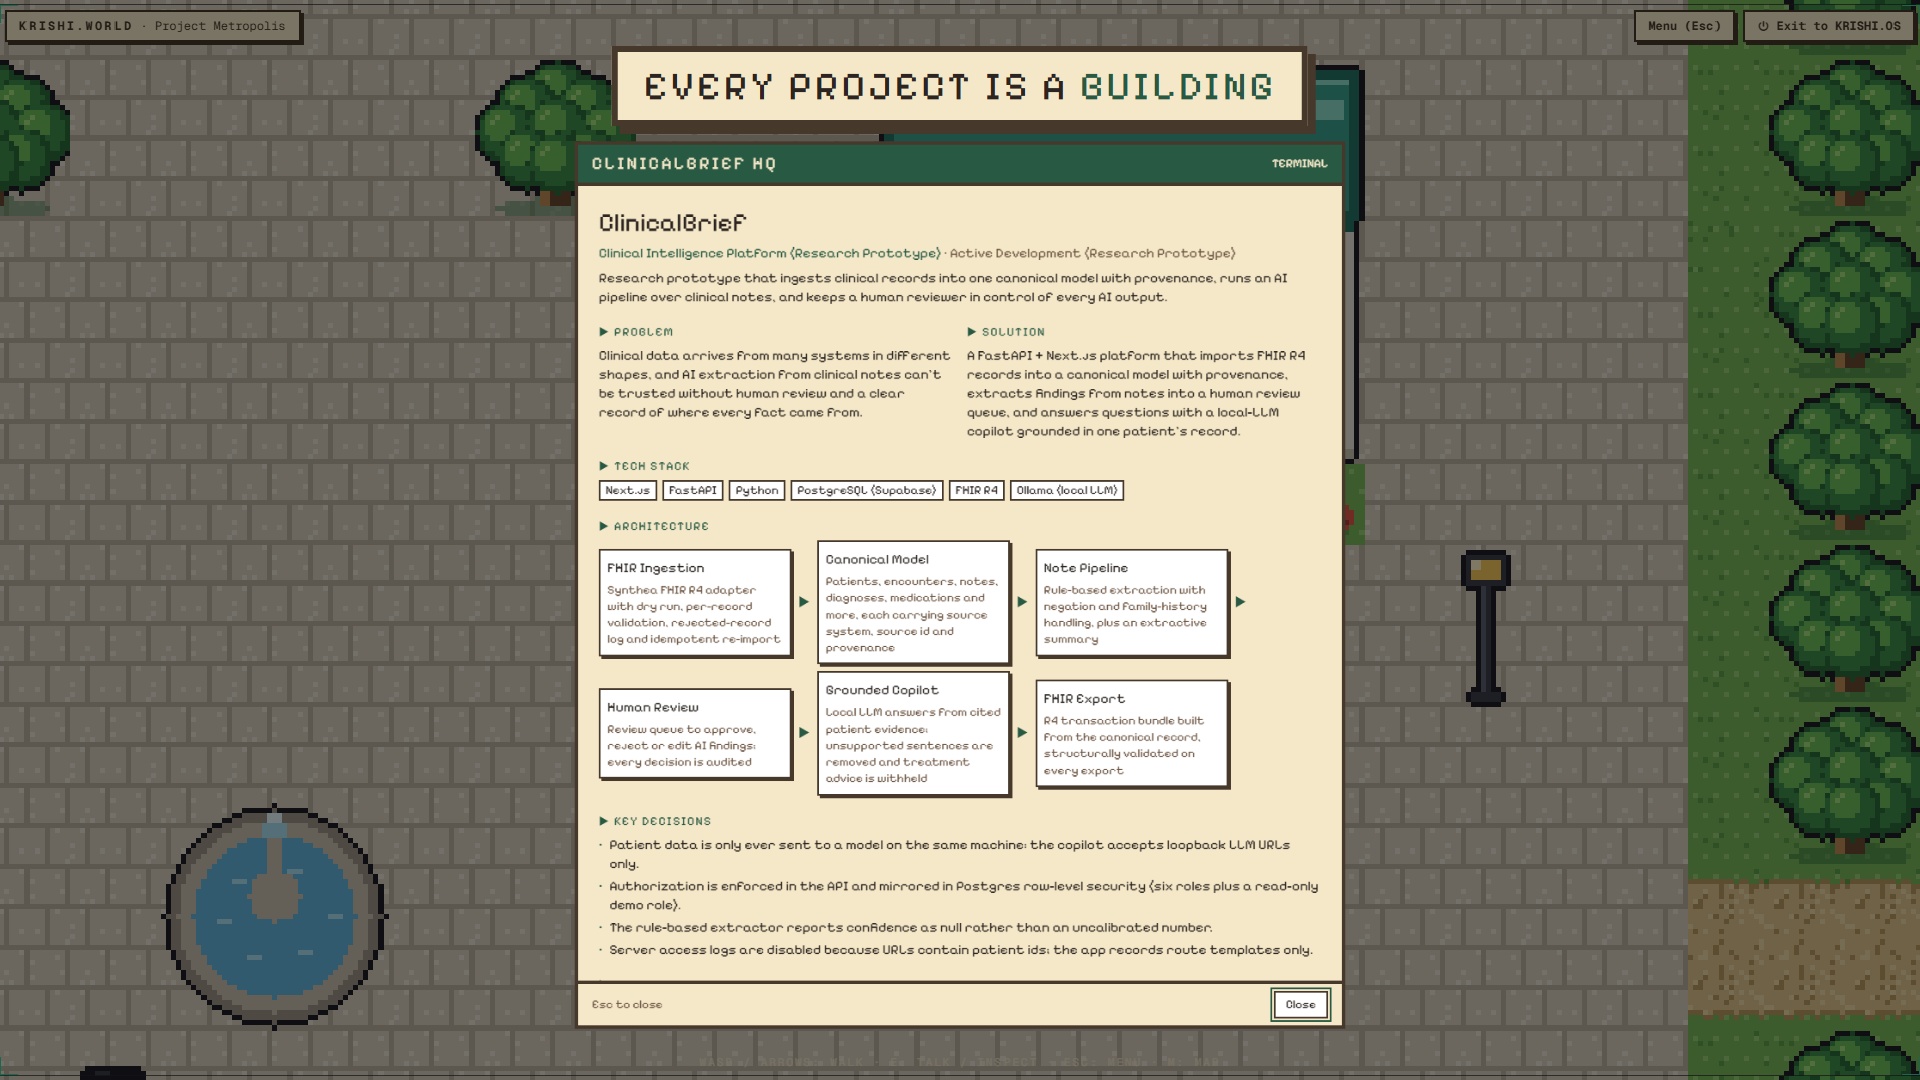 KRISHI.WORLD · Project Metropolis
Menu (Esc)
Exit to KRISHI.OS
EVERY PROJECT IS A BUILDING
CLINICALBRIEF HQ
TERMINAL
ClinicalBrief
Clinical Intelligence Platform (Research Prototype) · Active Development (Research Prototype)
Research prototype that ingests clinical records into one canonical model with provenance, runs an AI
pipeline over clinical notes, and keeps a human reviewer in control of every AI output.
▶ PROBLEM
Clinical data arrives from many systems in different
shapes, and AI extraction from clinical notes can't
be trusted without human review and a clear
record of where every fact came from.
▶ SOLUTION
A FastAPI + Next.js platform that imports FHIR R4
records into a canonical model with provenance,
extracts findings from notes into a human review
queue, and answers questions with a local-LLM
copilot grounded in one patient's record.
▶ TECH STACK
Next.js
FastAPI
Python
PostgreSQL (Supabase)
FHIR R4
Ollama (local LLM)
▶ ARCHITECTURE
FHIR Ingestion
Synthea FHIR R4 adapter
with dry run, per-record
validation, rejected-record
log and idempotent re-import
Canonical Model
Patients, encounters, notes,
diagnoses, medications and
more, each carrying source
system, source id and
provenance
Note Pipeline
Rule-based extraction with
negation and family-history
handling, plus an extractive
summary
Human Review
Review queue to approve,
reject or edit AI findings;
every decision is audited
Grounded Copilot
Local LLM answers from cited
patient evidence;
unsupported sentences are
removed and treatment
advice is withheld
FHIR Export
R4 transaction bundle built
from the canonical record,
structurally validated on
every export
▶ KEY DECISIONS
· Patient data is only ever sent to a model on the same machine: the copilot accepts loopback LLM URLs
only.
· Authorization is enforced in the API and mirrored in Postgres row-level security (six roles plus a read-only
demo role).
· The rule-based extractor reports confidence as null rather than an uncalibrated number.
· Server access logs are disabled because URLs contain patient ids; the app records route templates only.
Esc to close
Close